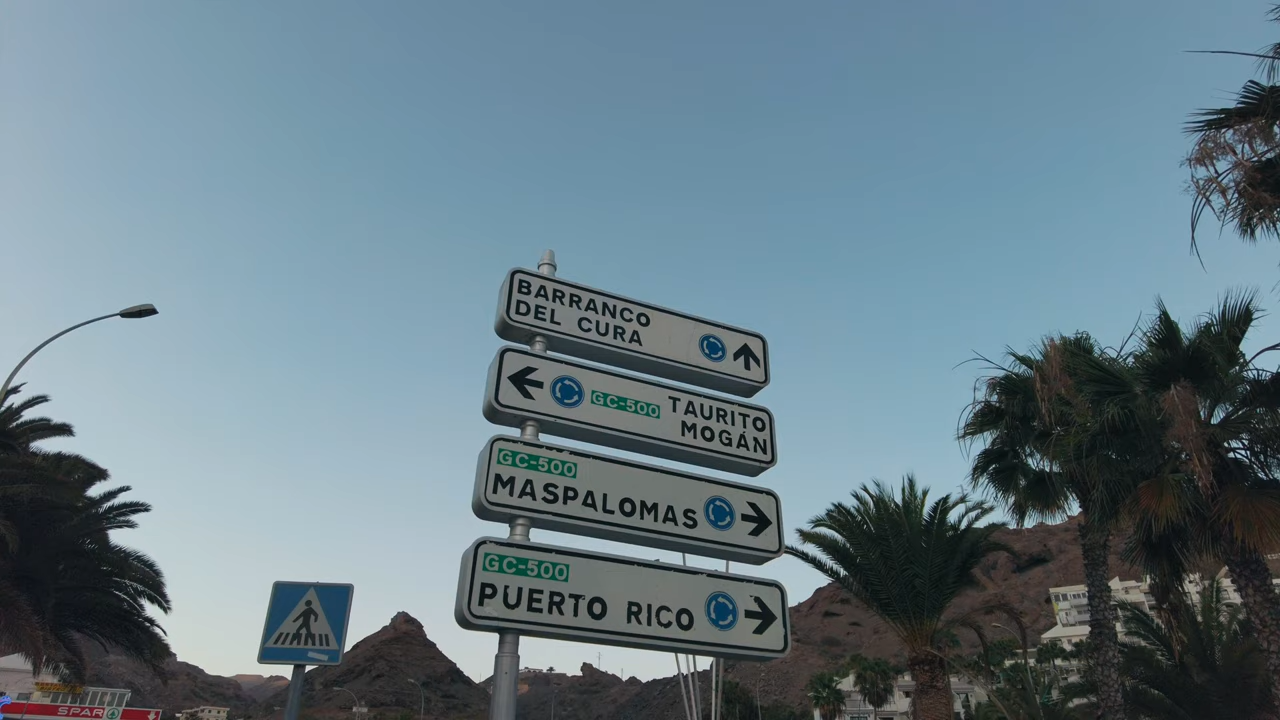 BARRANCO
DEL CURA
GC-500 TAURITO
MOGÁN
GC-500
MASPALOMAS
GC-500
PUERTO RICO
SPAR